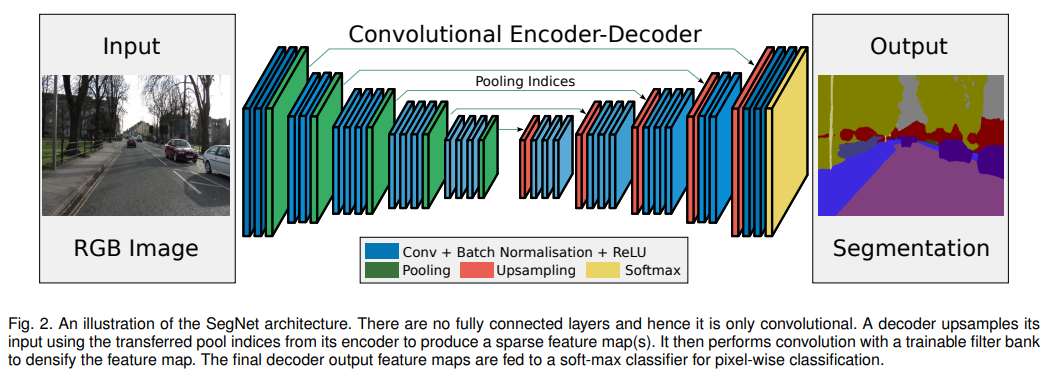 Convolutional Encoder-Decoder
Input
Output
Pooling Indices
RGB Image
Segmentation
Conv + Batch Normalisation + ReLU
Pooling
Upsampling
Softmax
Fig. 2. An illustration of the SegNet architecture. There are no fully connected layers and hence it is only convolutional. A decoder upsamples its
input using the transferred pool indices from its encoder to produce a sparse feature map(s). It then performs convolution with a trainable filter bank
to densify the feature map. The final decoder output feature maps are fed to a soft-max classifier for pixel-wise classification.